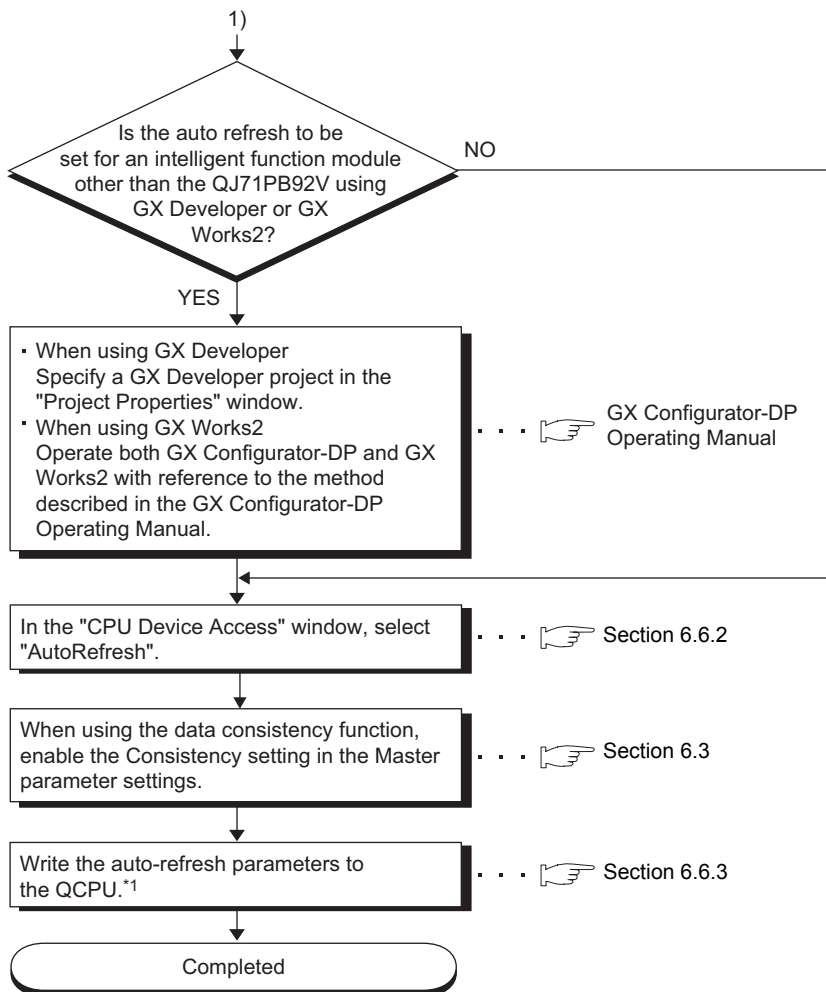 1)
Is the auto refresh to be
set for an intelligent function module
other than the QJ71PB92V using
GX Developer or GX
Works2?
NO
YES
· When using GX Developer
Specify a GX Developer project in the
"Project Properties" window.
· When using GX Works2
Operate both GX Configurator-DP and GX
Works2 with reference to the method
described in the GX Configurator-DP
Operating Manual.
GX Configurator-DP
Operating Manual
In the "CPU Device Access" window, select
"AutoRefresh".
Section 6.6.2
When using the data consistency function,
enable the Consistency setting in the Master
parameter settings.
Section 6.3
Write the auto-refresh parameters to
the QCPU.*1
Section 6.6.3
Completed